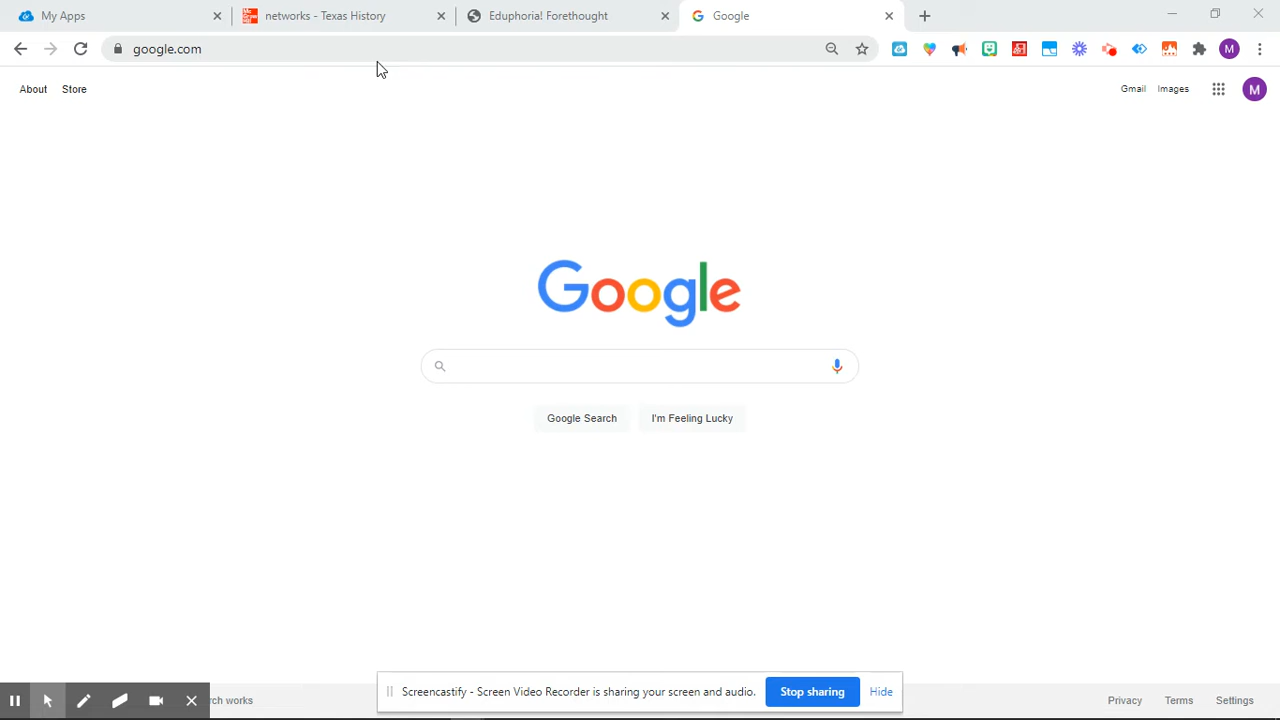 My Apps
networks - Texas History
Eduphoria! Forethought
Google
google.com
M
About
Store
Gmail
Images
M
Google
Google Search
I'm Feeling Lucky
Screencastify - Screen Video Recorder is sharing your screen and audio.
Stop sharing
Hide
rch works
Privacy
Terms
Settings